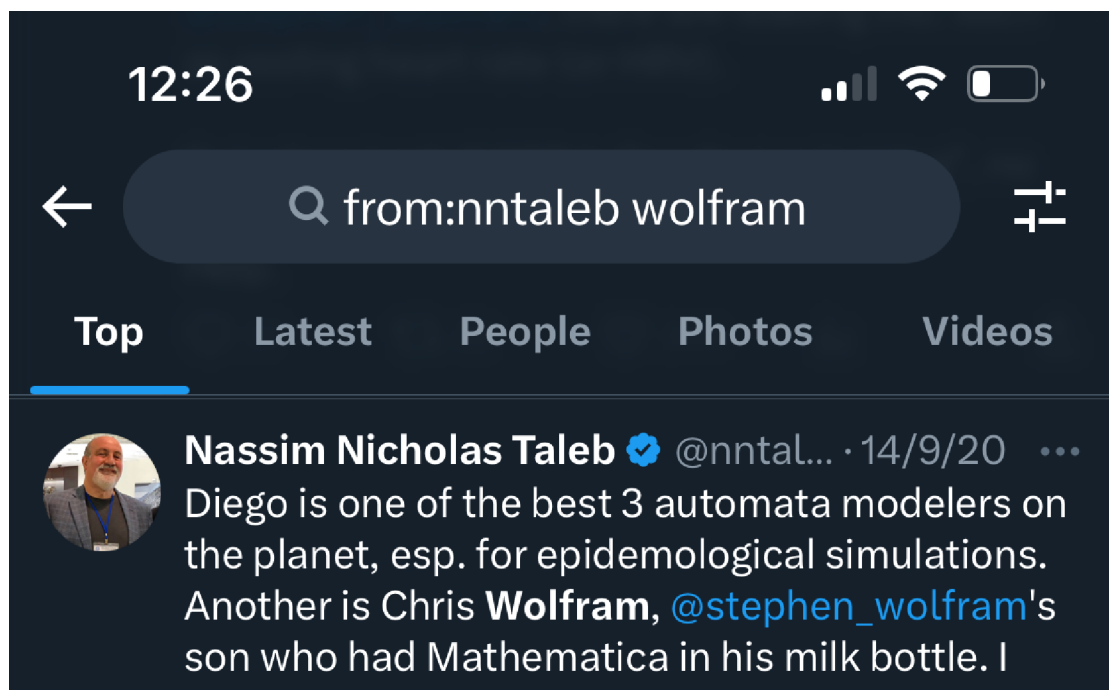 12:26
from:nntaleb wolfram
Top Latest People Photos Videos
Nassim Nicholas Taleb @nntal... · 14/9/20
Diego is one of the best 3 automata modelers on
the planet, esp. for epidemological simulations.
Another is Chris Wolfram, @stephen_wolfram's
son who had Mathematica in his milk bottle. I